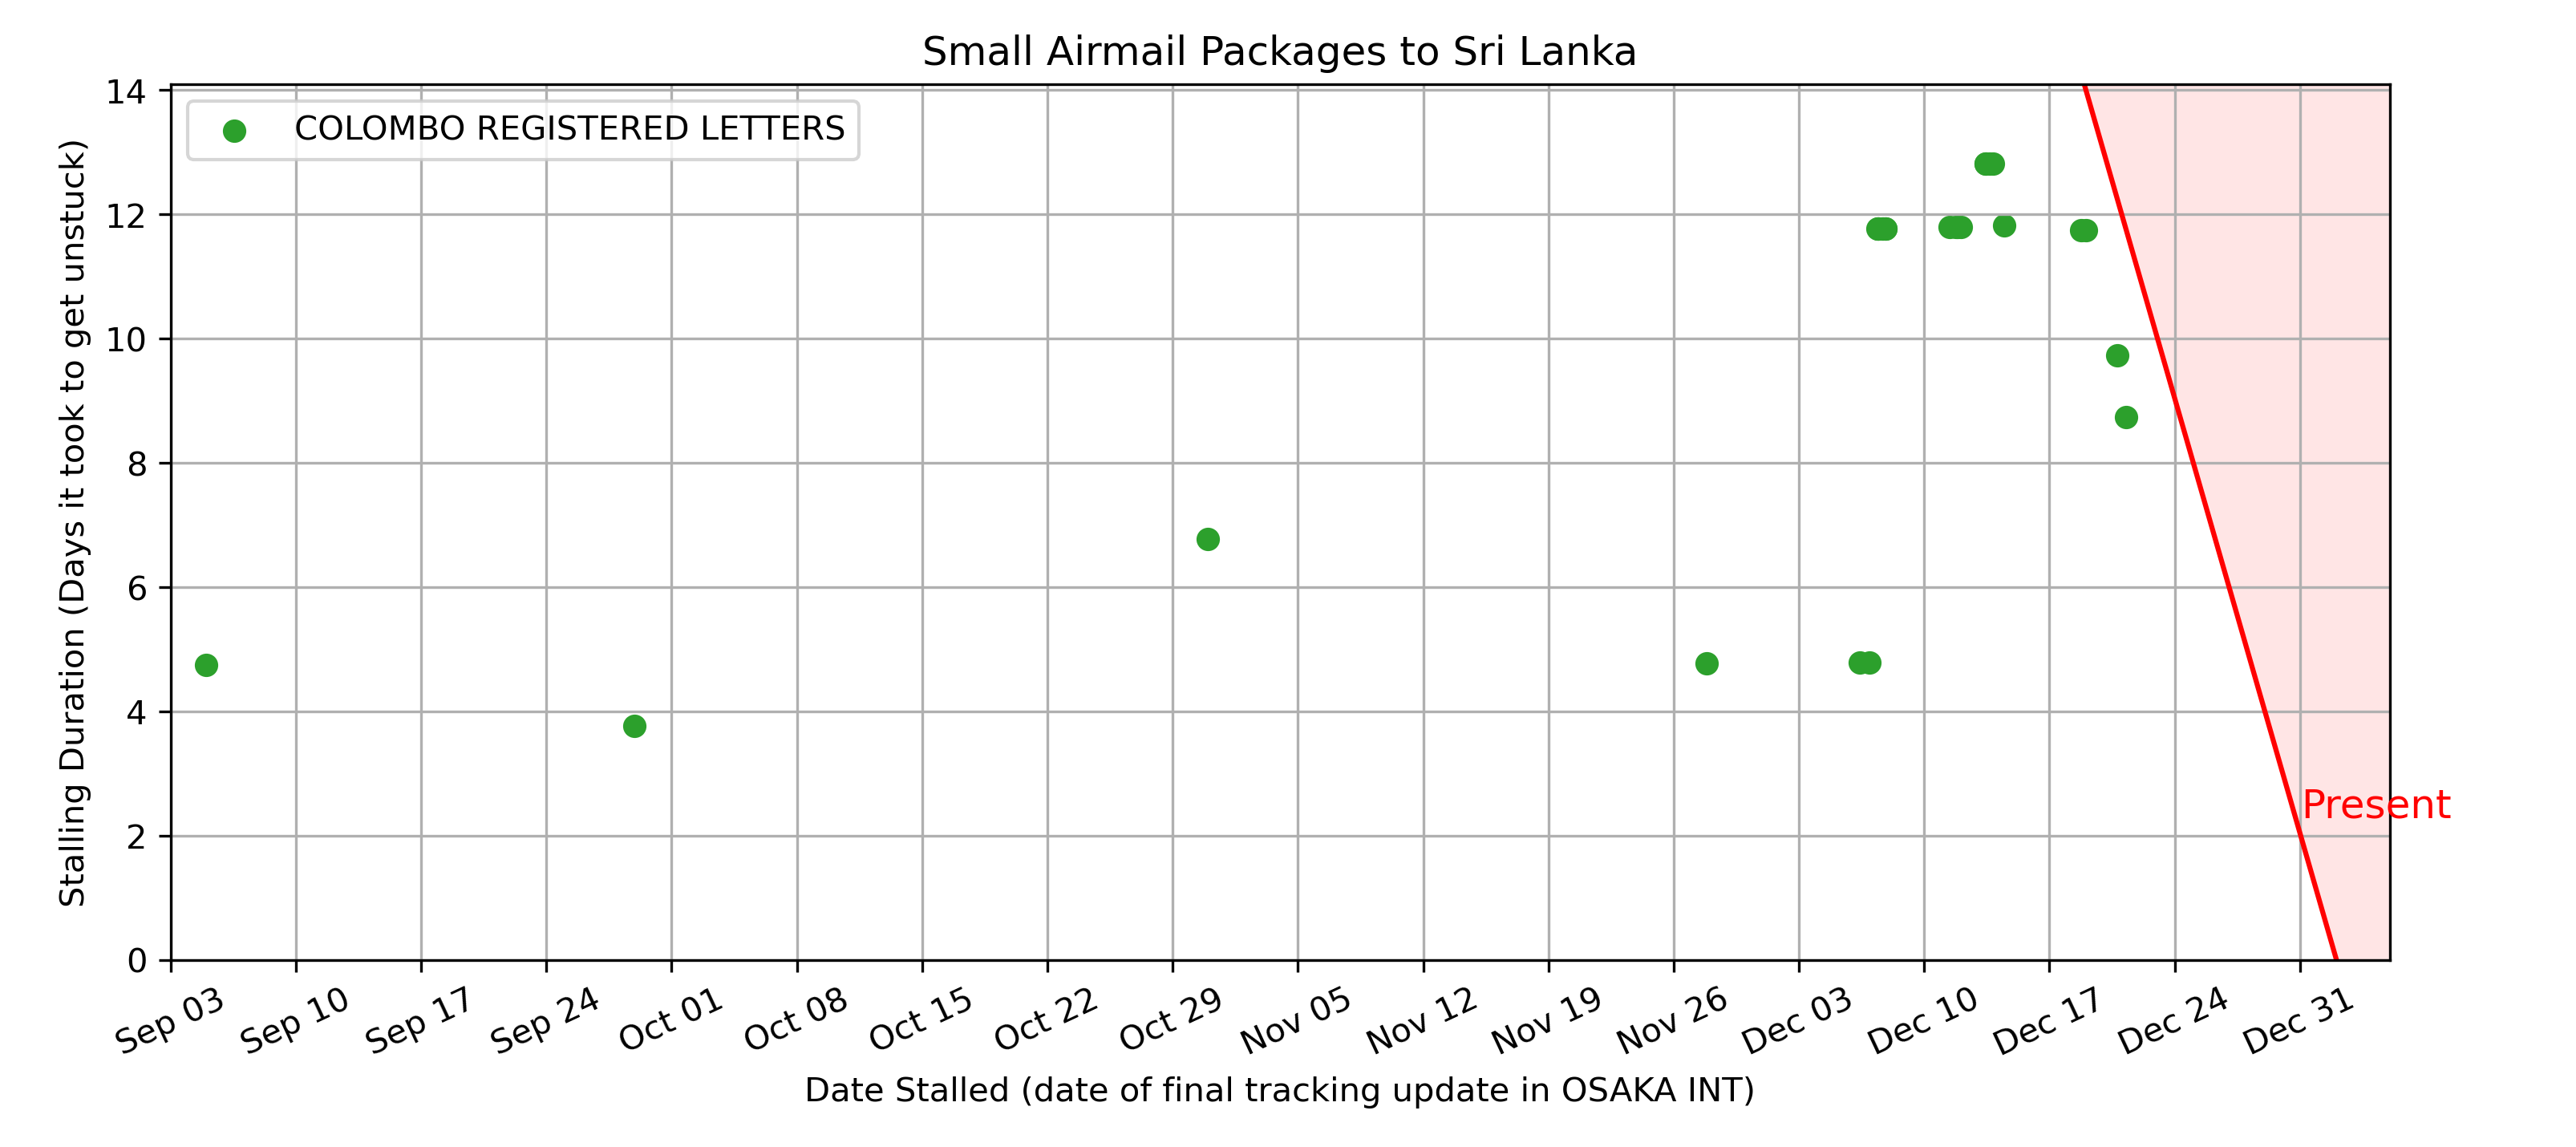 Small Airmail Packages to Sri Lanka
COLOMBO REGISTERED LETTERS
Stalling Duration (Days it took to get unstuck)
14
12
10
8
6
4
2
0
Present
Sep 03
Sep 10
Sep 17
Sep 24
Oct 01
Oct 08
Oct 15
Oct 22
Oct 29
Nov 05
Nov 12
Nov 19
Nov 26
Dec 03
Dec 10
Dec 17
Dec 24
Dec 31
Date Stalled (date of final tracking update in OSAKA INT)